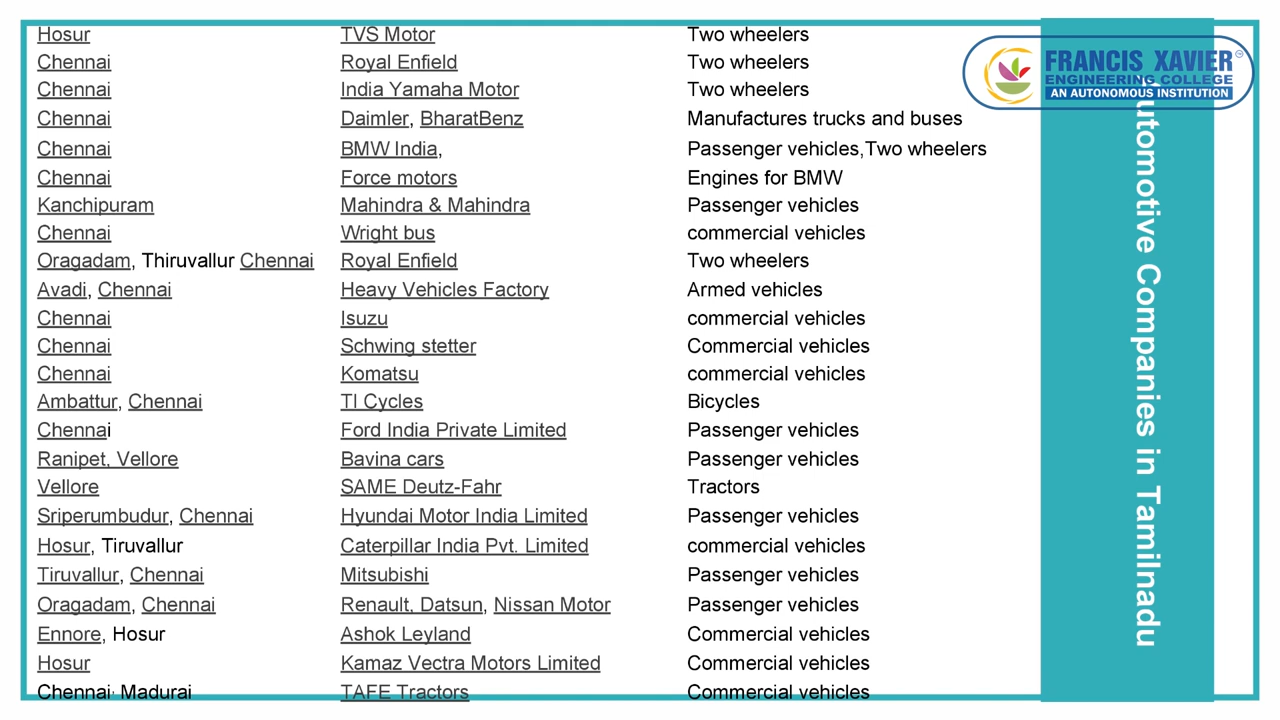 Hosur TVS Motor Two wheelers
Chennai Royal Enfield Two wheelers
Chennai India Yamaha Motor Two wheelers
Chennai Daimler, BharatBenz Manufactures trucks and buses
Chennai BMW India, Passenger vehicles,Two wheelers
Chennai Force motors Engines for BMW
Kanchipuram Mahindra & Mahindra Passenger vehicles
Chennai Wright bus commercial vehicles
Oragadam, Thiruvallur Chennai Royal Enfield Two wheelers
Avadi, Chennai Heavy Vehicles Factory Armed vehicles
Chennai Isuzu commercial vehicles
Chennai Schwing stetter Commercial vehicles
Chennai Komatsu commercial vehicles
Ambattur, Chennai TI Cycles Bicycles
Chennai Ford India Private Limited Passenger vehicles
Ranipet, Vellore Bavina cars Passenger vehicles
Vellore SAME Deutz-Fahr Tractors
Sriperumbudur, Chennai Hyundai Motor India Limited Passenger vehicles
Hosur, Tiruvallur Caterpillar India Pvt. Limited commercial vehicles
Tiruvallur, Chennai Mitsubishi Passenger vehicles
Oragadam, Chennai Renault, Datsun, Nissan Motor Passenger vehicles
Ennore, Hosur Ashok Leyland Commercial vehicles
Hosur Kamaz Vectra Motors Limited Commercial vehicles
Chennai, Madurai TAFE Tractors Commercial vehicles
FRANCIS XAVIER
ENGINEERING COLLEGE
AN AUTONOMOUS INSTITUTION
Automotive Companies in Tamilnadu